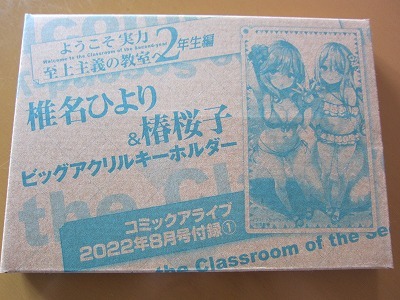 ようこそ実力
Welcome to the Classroom of the Second-year
至上主義の教室へ2年生編
椎名ひより
&椿桜子
ビッグアクリルキーホルダー
コミックアライブ
2022年8月号付録①
the Classroom of the Se